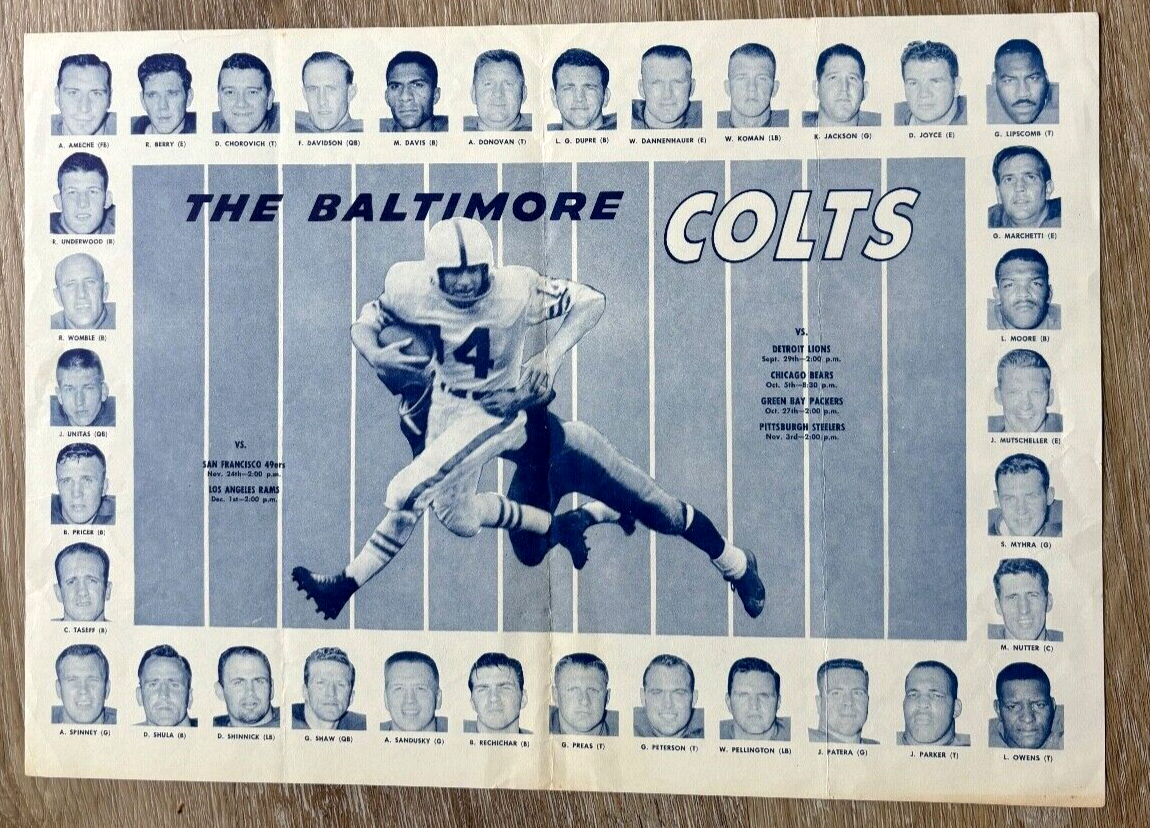 A. AMECHE (FB)
R. BERRY (E)
D. CHOROVICH (T)
F. DAVIDSON (QB)
M. DAVIS (B)
A. DONOVAN (T)
L. G. DUPRE (B)
W. DANNENHAUER (E)
W. KOMAN (LB)
K. JACKSON (G)
D. JOYCE (E)
G. LIPSCOMB (T)
R. UNDERWOOD (B)
R. WOMBLE (B)
J. UNITAS (QB)
B. PRICER (B)
C. TASEFF (B)
THE BALTIMORE COLTS
44
VS.
SAN FRANCISCO 49ers
Nov. 24th—2:00 p.m.
LOS ANGELES RAMS
Dec. 1st—2:00 p.m.
VS.
DETROIT LIONS
Sept. 29th—2:00 p.m.
CHICAGO BEARS
Oct. 5th—8:30 p.m.
GREEN BAY PACKERS
Oct. 27th—2:00 p.m.
PITTSBURGH STEELERS
Nov. 3rd—2:00 p.m.
G. MARCHETTI (E)
L. MOORE (B)
J. MUTSCHELLER (E)
S. MYHRA (G)
M. NUTTER (C)
A. SPINNEY (G)
D. SHULA (B)
D. SHINNICK (LB)
G. SHAW (QB)
A. SANDUSKY (G)
B. RECHICHAR (B)
G. PREAS (T)
G. PETERSON (T)
W. PELLINGTON (LB)
J. PATERA (G)
J. PARKER (T)
L. OWENS (T)